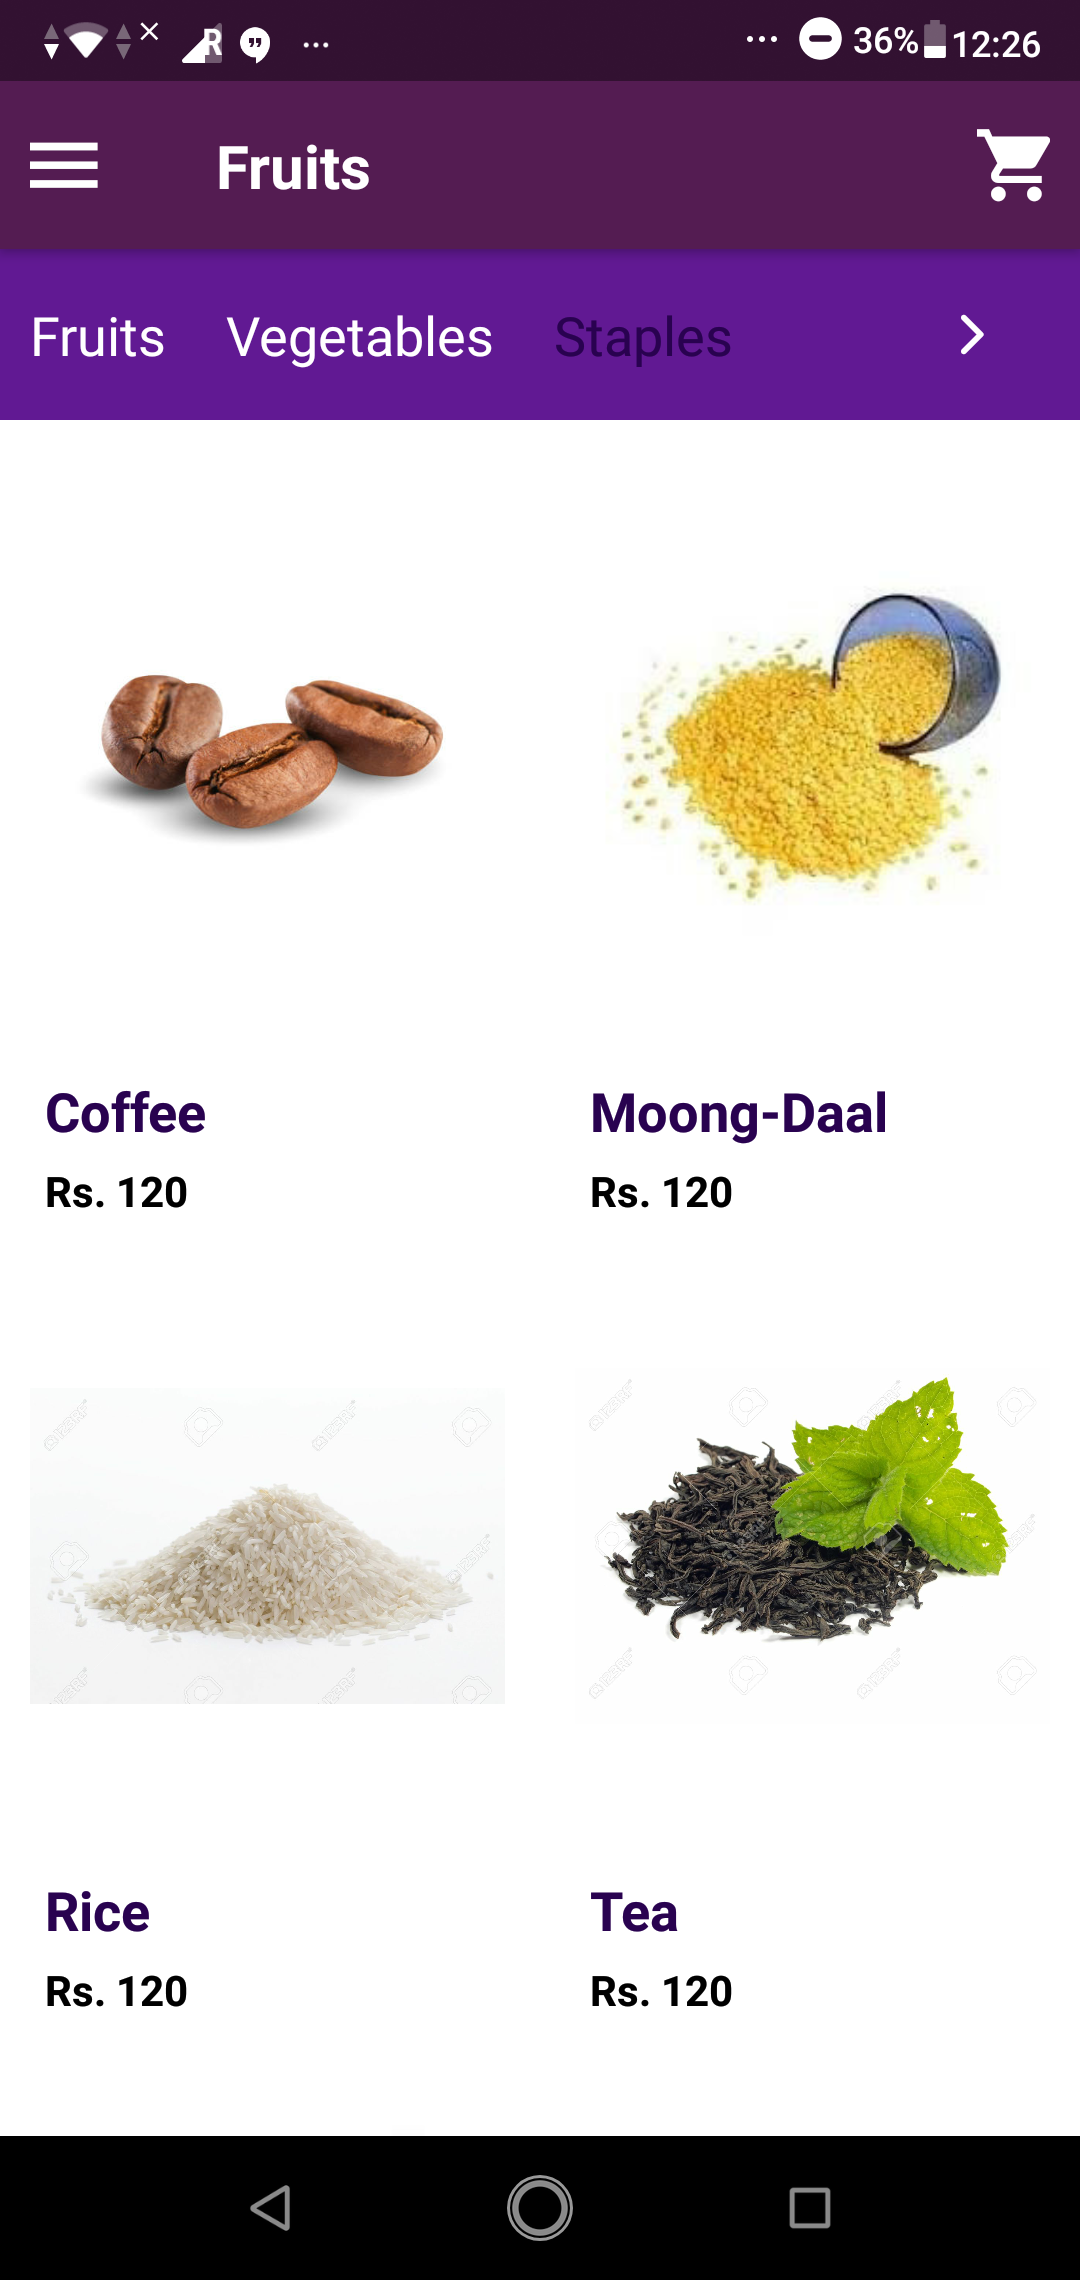 R
36% 12:26
Fruits
Fruits Vegetables Staples
Coffee Moong-Daal
Rs. 120 Rs. 120
Rice Tea
Rs. 120 Rs. 120